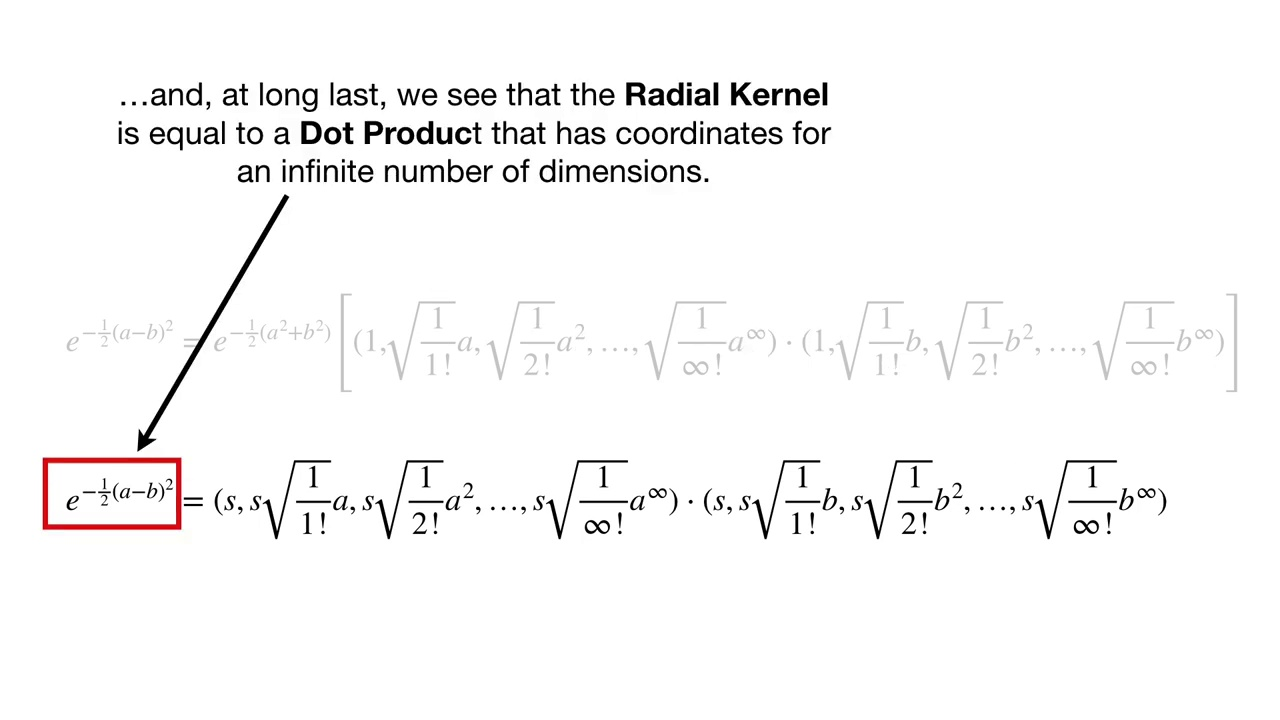 …and, at long last, we see that the Radial Kernel
is equal to a Dot Product that has coordinates for
an infinite number of dimensions.
$e^{-\frac{1}{2}(a-b)^2} = e^{-\frac{1}{2}(a^2+b^2)} \left[ (1, \sqrt{\frac{1}{1!}}a, \sqrt{\frac{1}{2!}}a^2, \ldots, \sqrt{\frac{1}{\infty!}}a^\infty) \cdot (1, \sqrt{\frac{1}{1!}}b, \sqrt{\frac{1}{2!}}b^2, \ldots, \sqrt{\frac{1}{\infty!}}b^\infty) \right]$
$e^{-\frac{1}{2}(a-b)^2} = (s, s\sqrt{\frac{1}{1!}}a, s\sqrt{\frac{1}{2!}}a^2, \ldots, s\sqrt{\frac{1}{\infty!}}a^\infty) \cdot (s, s\sqrt{\frac{1}{1!}}b, s\sqrt{\frac{1}{2!}}b^2, \ldots, s\sqrt{\frac{1}{\infty!}}b^\infty)$